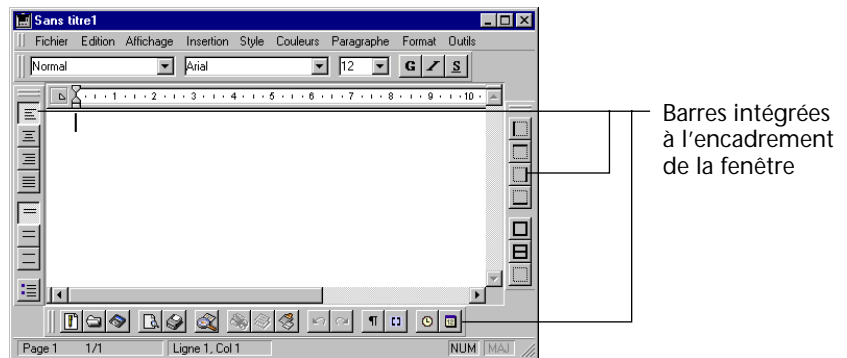 Sans titre1
Fichier Edition Affichage Insertion Style Couleurs Paragraphe Format Outils
Normal Arial 12 G I S
1 2 3 4 5 6 7 8 9 10
Barres intégrées
à l'encadrement
de la fenêtre
Page 1 1/1 Ligne 1, Col 1 NUM MAJ